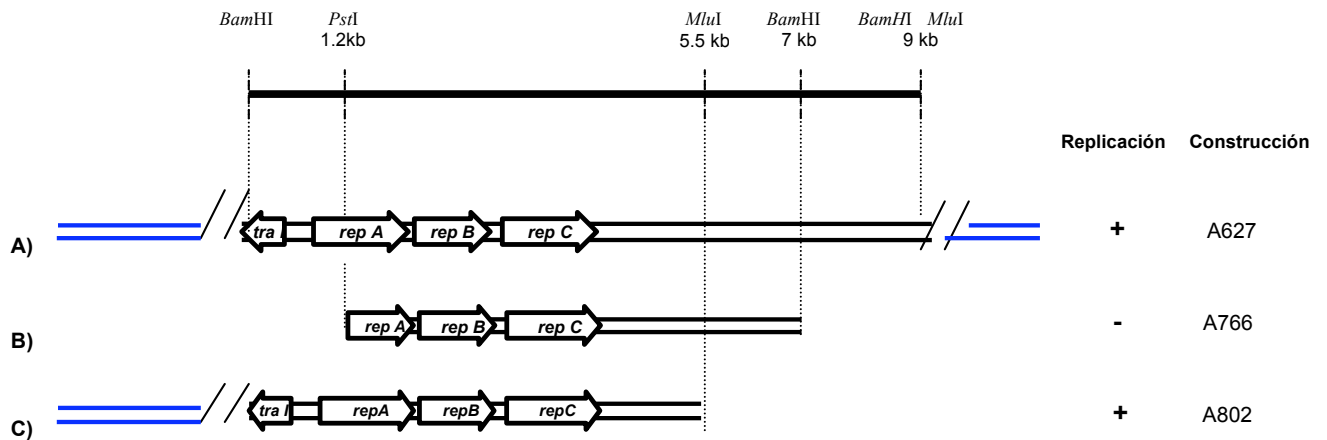 BamHI PstI MluI BamHI BamHI MluI
1.2kb 5.5 kb 7 kb 9 kb
Replicación Construcción
A) tra I rep A rep B rep C + A627
B) rep A rep B rep C - A766
C) tra I repA repB repC + A802